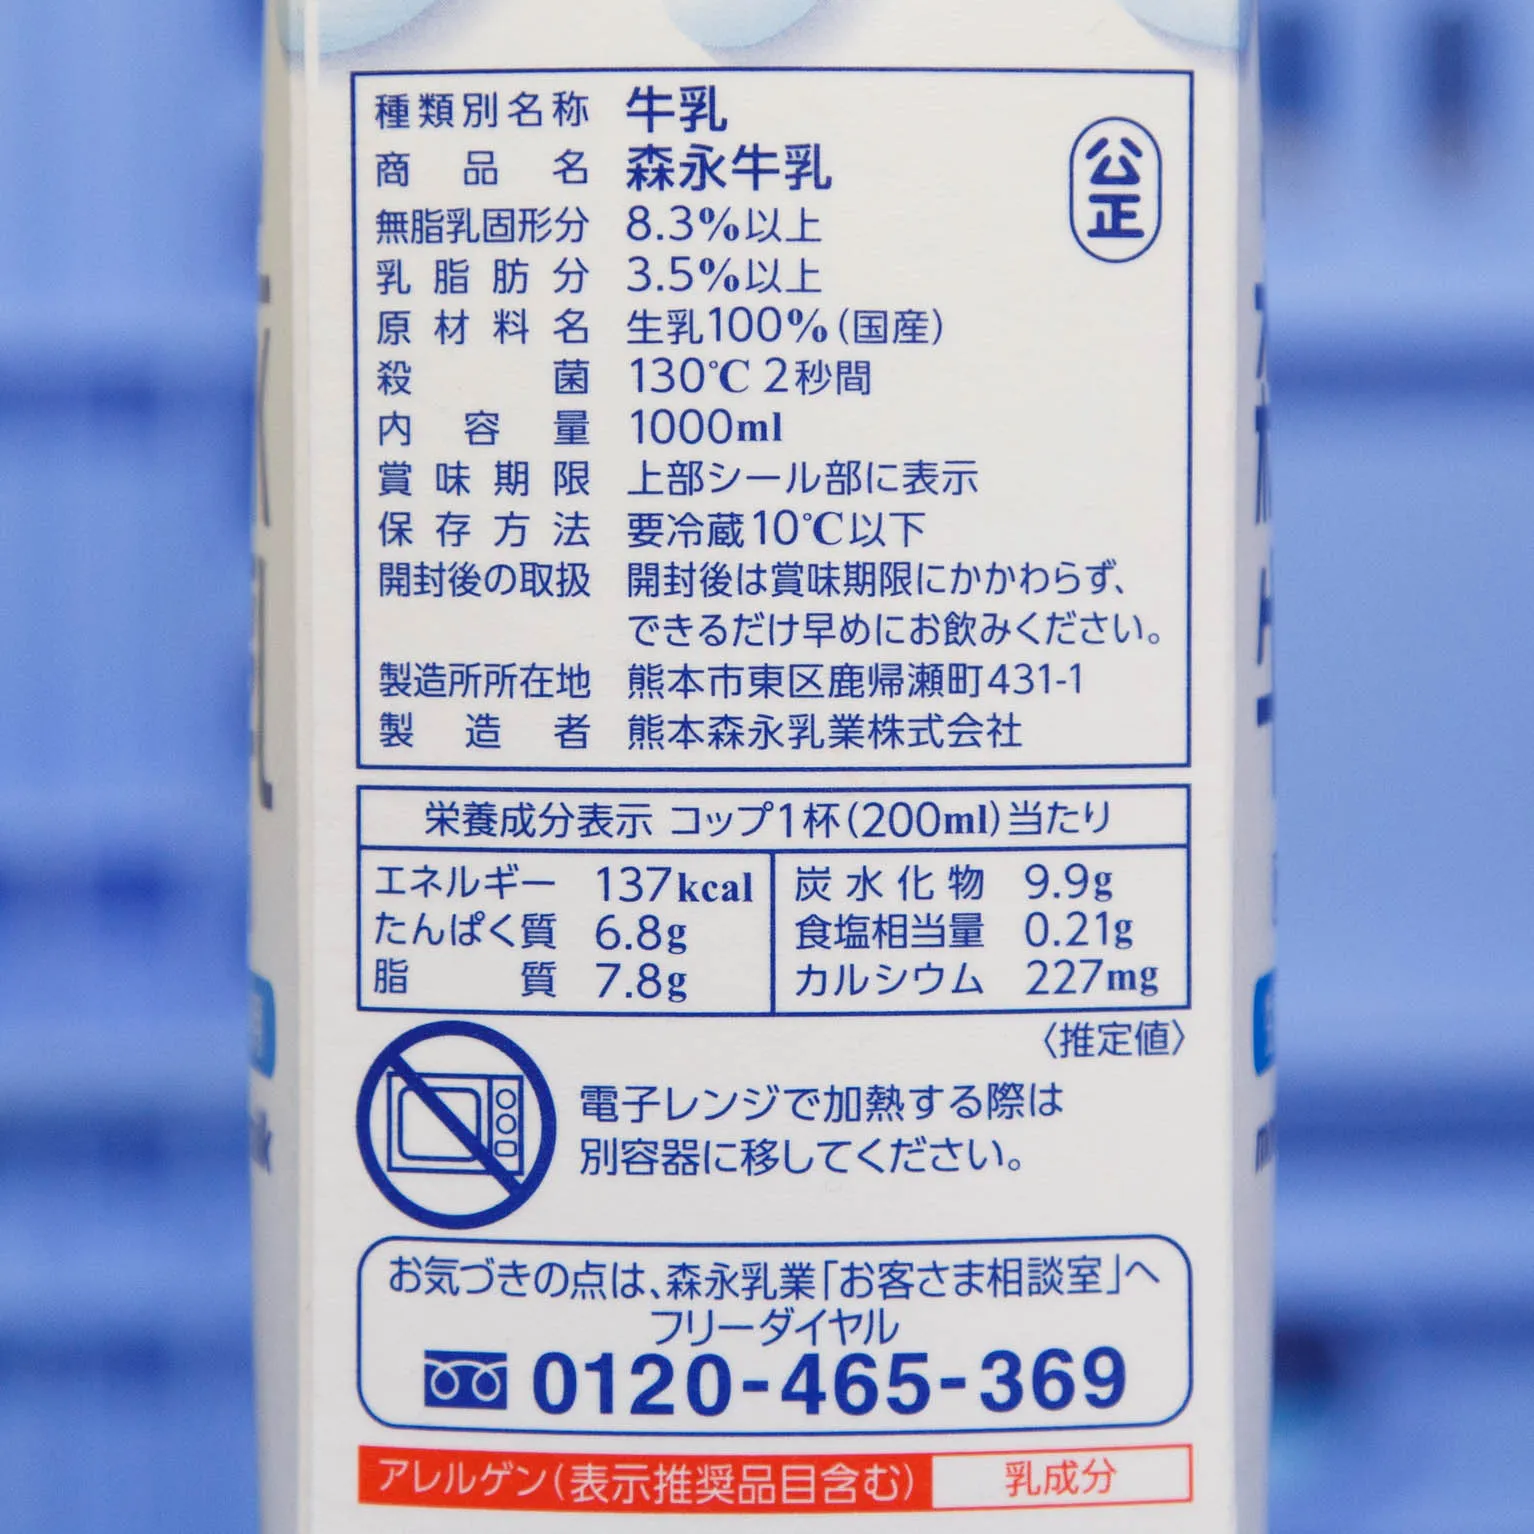 種類別名称 牛乳
商品名 森永牛乳
公正
無脂乳固形分 8.3%以上
乳脂肪分 3.5%以上
原材料名 生乳100%(国産)
殺菌 130℃ 2秒間
内容量 1000ml
賞味期限 上部シール部に表示
保存方法 要冷蔵10℃以下
開封後の取扱 開封後は賞味期限にかかわらず、
できるだけ早めにお飲みください。
製造所所在地 熊本市東区鹿帰瀬町431-1
製造者 熊本森永乳業株式会社
栄養成分表示 コップ1杯(200ml)当たり
エネルギー 137kcal 炭水化物 9.9g
たんぱく質 6.8g 食塩相当量 0.21g
脂質 7.8g カルシウム 227mg
〈推定値〉
電子レンジで加熱する際は
別容器に移してください。
お気づきの点は、森永乳業「お客さま相談室」へ
フリーダイヤル
0120-465-369
アレルゲン(表示推奨品目含む) 乳成分